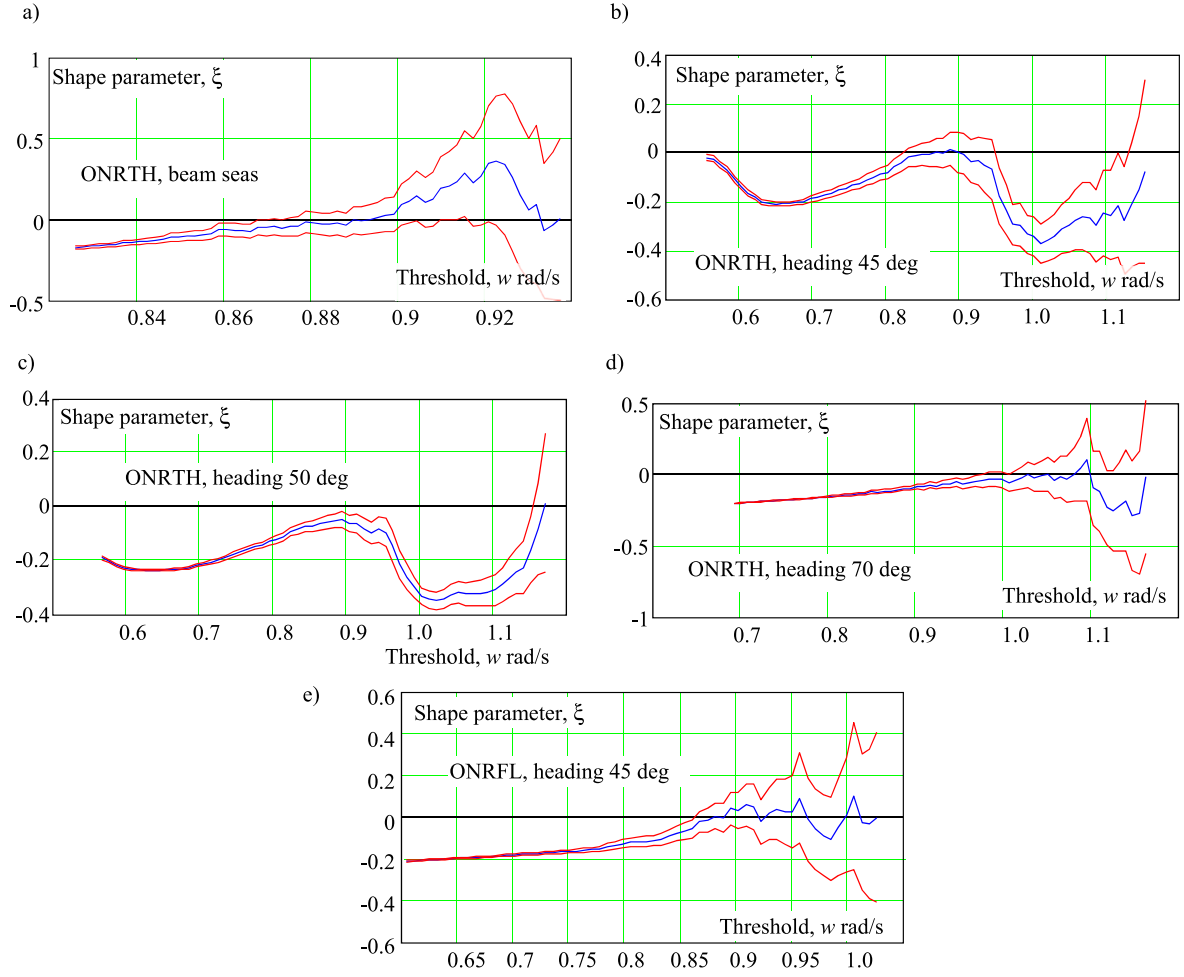 a)
1
Shape parameter, ξ
0.5
ONRTH, beam seas
0
Threshold, w rad/s
-0.5
0.84 0.86 0.88 0.9 0.92
b)
0.4
Shape parameter, ξ
0.2
0
-0.2
-0.4
ONRTH, heading 45 deg
Threshold, w rad/s
-0.6
0.6 0.7 0.8 0.9 1.0 1.1
c)
0.4
Shape parameter, ξ
0.2
ONRTH, heading 50 deg
0
-0.2
-0.4
0.6 0.7 0.8 0.9 1.0 1.1
Threshold, w rad/s
d)
0.5
Shape parameter, ξ
0
-0.5
ONRTH, heading 70 deg
Threshold, w rad/s
-1
0.7 0.8 0.9 1.0 1.1
e)
0.6
Shape parameter, ξ
0.4
ONRFL, heading 45 deg
0.2
0
-0.2
-0.4
Threshold, w rad/s
-0.6
0.65 0.7 0.75 0.8 0.85 0.9 0.95 1.0